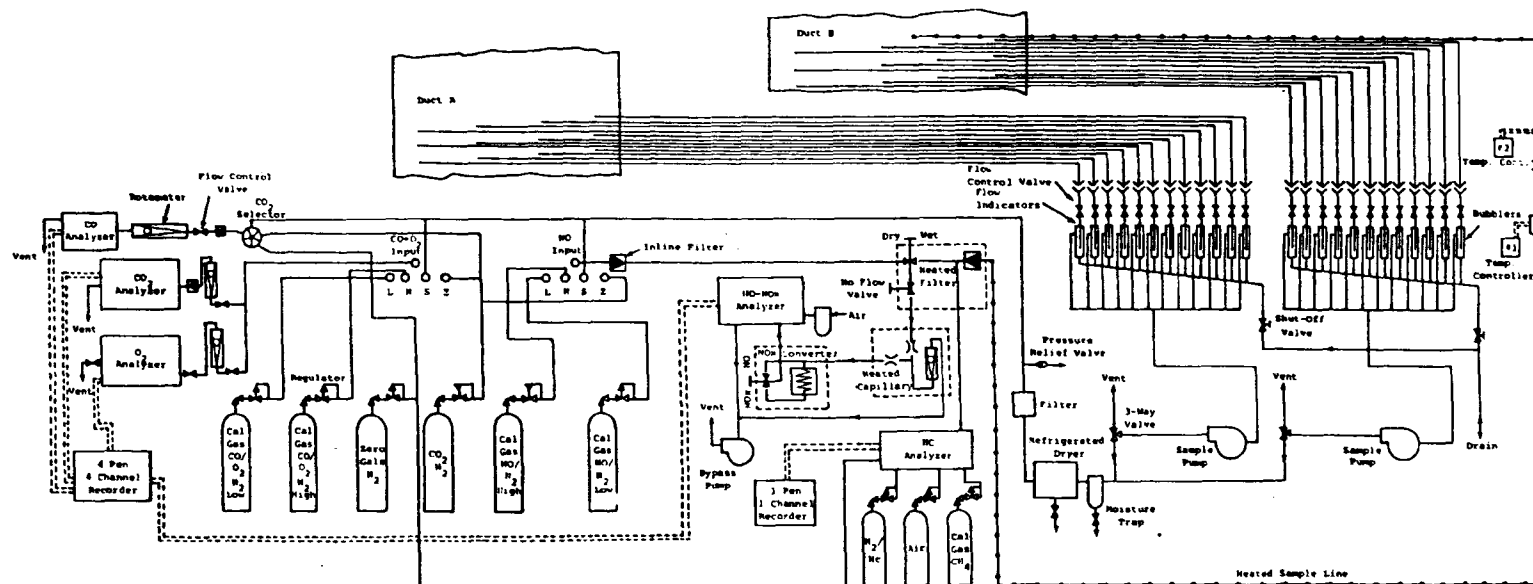 Duct B
Duct A
Flow Control
Valve
Rotometer
CO2
Selector
CO
Analyzer
Vent
CO2
Analyzer
Vent
O2
Analyzer
Vent
4 Pen
4 Channel
Recorder
CO+O2
Input
L N S Z
NO
Input
L N S Z
Inline Filter
Regulator
Cal
Gas
CO/
O2
N2
Low
Cal
Gas
CO/
O2
N2
High
Zero
Gas
N2
CO2
N2
Cal
Gas
NO/
N2
High
Cal
Gas
NO/
N2
Low
Dry
Wet
Heated
Filter
No Flow
Valve
NO-NOx
Analyzer
Air
NOx Converter
NO
NOx
Heated
Capillary
Vent
Bypass
Pump
HC
Analyzer
1 Pen
1 Channel
Recorder
Air
Cal
Gas
CH4
Flow
Control Valve
Flow
Indicators
Bubblers
Temp
Controller
Shut-Off
Valve
Pressure
Relief Valve
Filter
Refrigerated
Dryer
Vent
3-Way
Valve
Sample
Pump
Vent
Sample
Pump
Drain
Moisture
Trap
Heated Sample Line